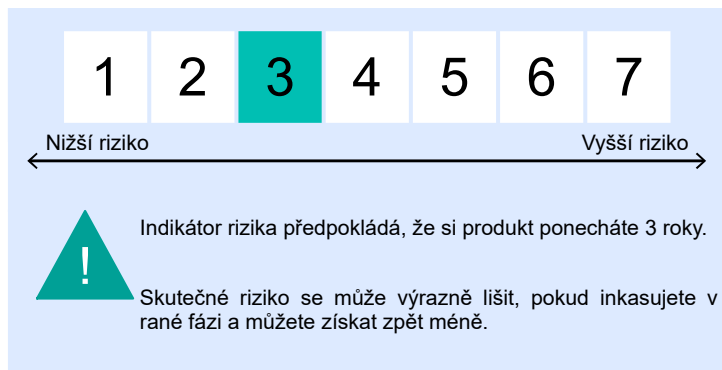 1 2 3 4 5 6 7
Nižší riziko Vyšší riziko
Indikátor rizika předpokládá, že si produkt ponecháte 3 roky.
!
Skutečné riziko se může výrazně lišit, pokud inkasujete v
rané fázi a můžete získat zpět méně.